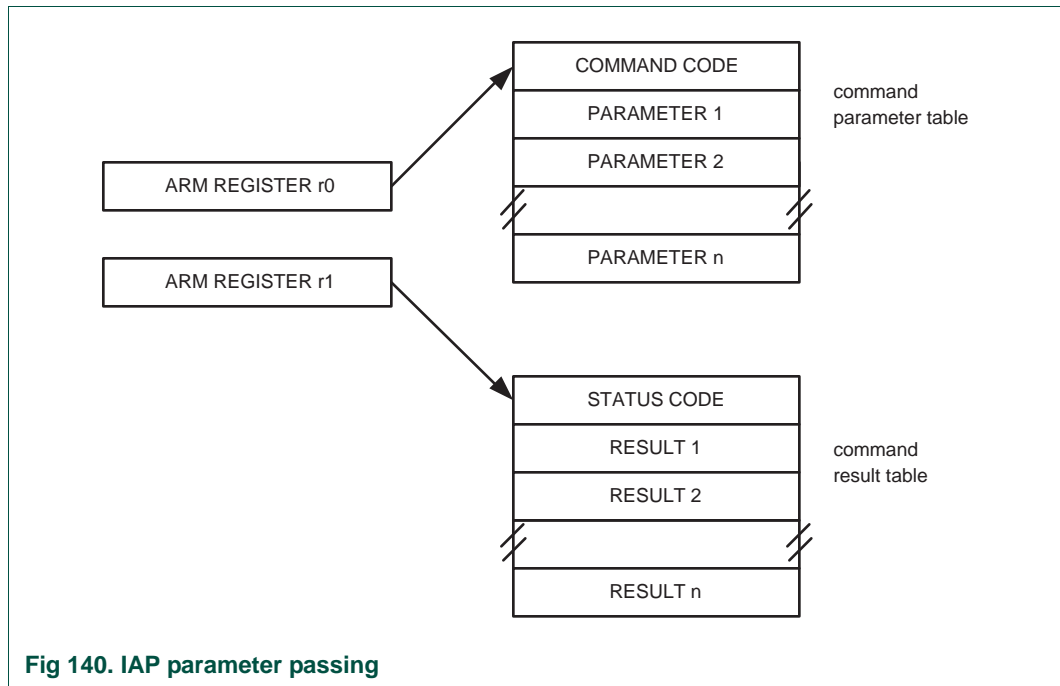 COMMAND CODE
PARAMETER 1
PARAMETER 2
PARAMETER n
command
parameter table
ARM REGISTER r0
ARM REGISTER r1
STATUS CODE
RESULT 1
RESULT 2
RESULT n
command
result table
Fig 140. IAP parameter passing